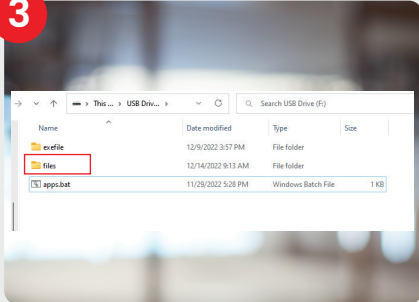 3
This ... > USB Driv... >
Search USB Drive (F:)
Name Date modified Type Size
exefile 12/9/2022 3:57 PM File folder
files 12/14/2022 9:13 AM File folder
apps.bat 11/29/2022 5:28 PM Windows Batch File 1 KB